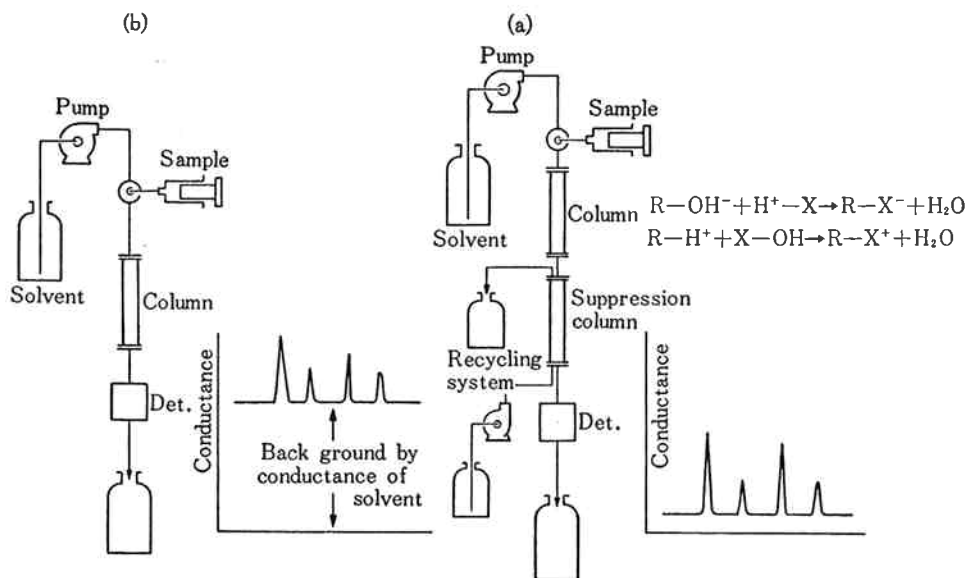 (b)
Pump
Sample
Solvent
Column
Det.
Conductance
Back ground by
conductance of
solvent
(a)
Pump
Sample
Solvent
Column
R—OH⁻+H⁺—X→R—X⁻+H₂O
R—H⁺+X—OH→R—X⁺+H₂O
Suppression
column
Recycling
system
Det.
Conductance